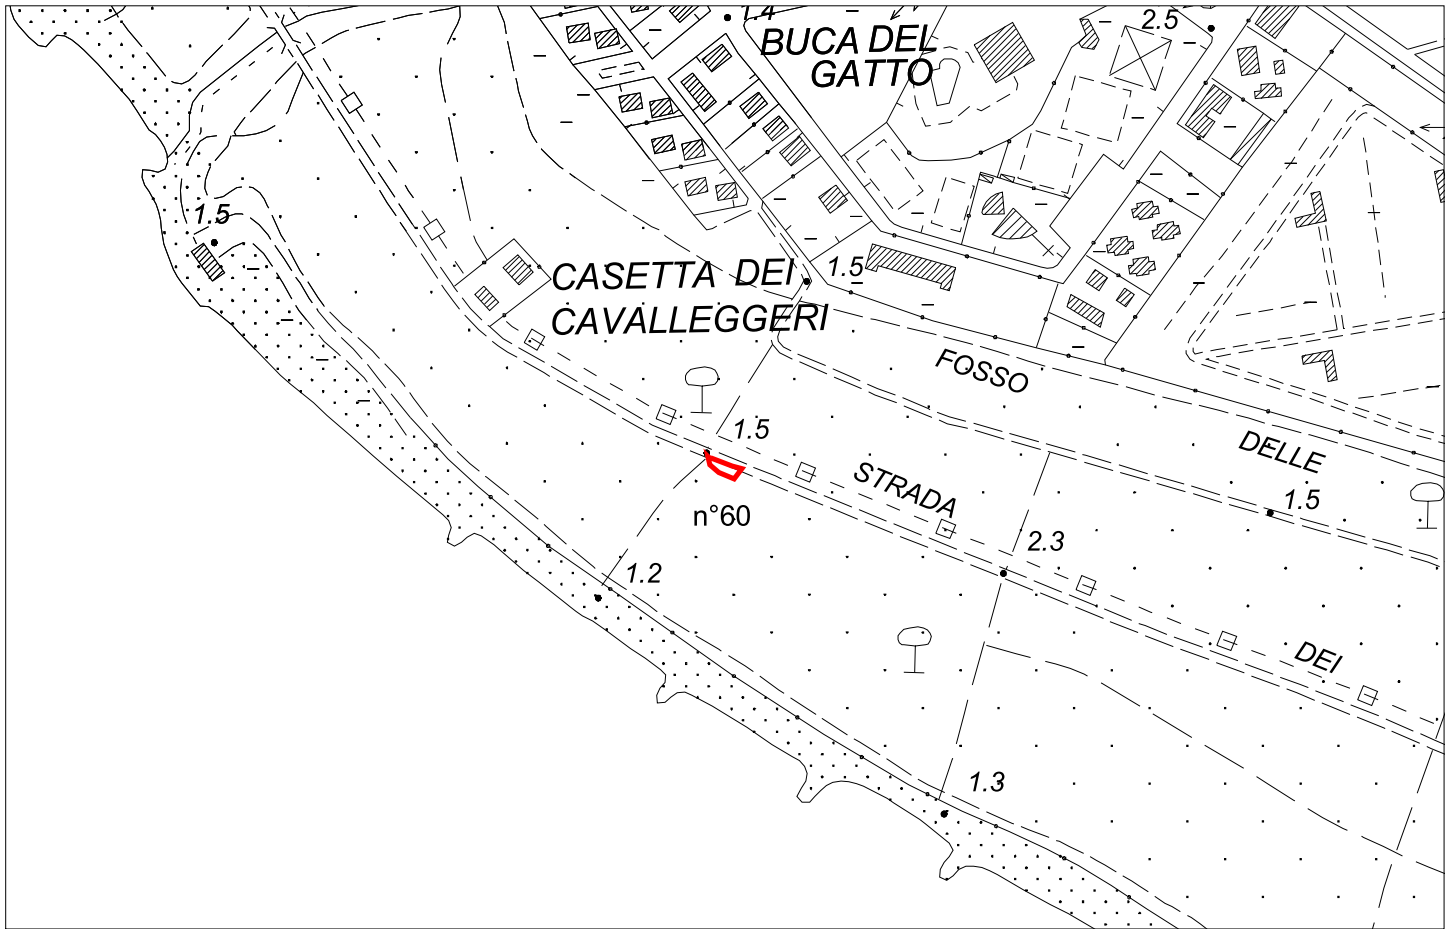 1.4
2.5
BUCA DEL
GATTO
1.5
CASETTA DEI
1.5
CAVALLEGGERI
FOSSO
1.5
DELLE
STRADA
1.5
n°60
2.3
1.2
DEI
1.3